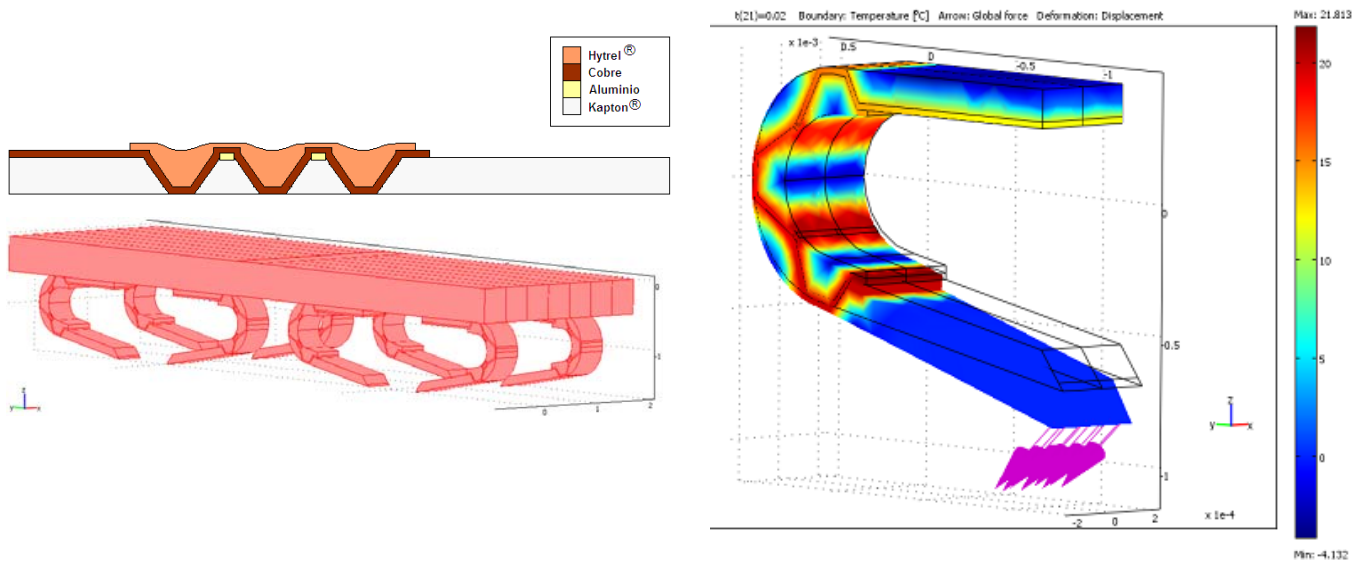 Hytrel®
Cobre
Aluminio
Kapton®
0
-1
z
y x
0 1 2
t(21)=0.02 Boundary: Temperature [°C] Arrow: Global force Deformation: Displacement
Max: 21.813
x 1e-3 0.5 0 -0.5 -1
20
15
10
5
0
0
-0.5
-1
z
y x
-2 0 2 x 1e-4
Min: -4.132